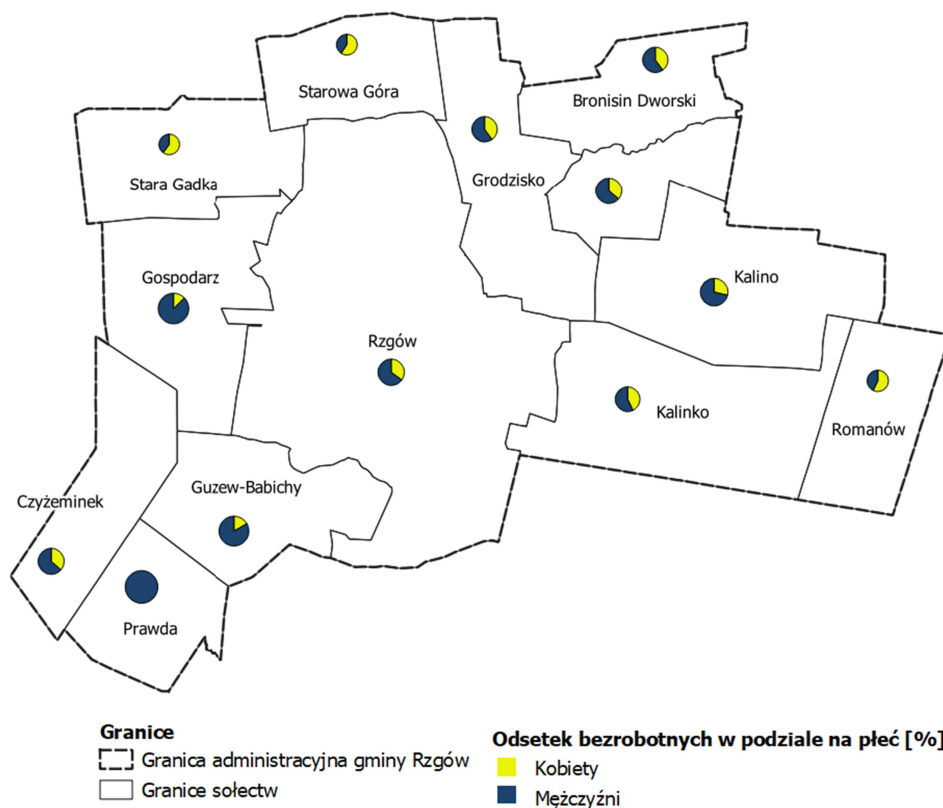 Starowa Góra
Bronisin Dworski
Stara Gadka
Grodzisko
Gospodarz
Kalino
Rzgów
Kalinko
Romanów
Guzew-Babichy
Czyżeminek
Prawda
Granice
Granica administracyjna gminy Rzgów
Granice sołectw
Odsetek bezrobotnych w podziale na płeć [%]
Kobiety
Mężczyźni